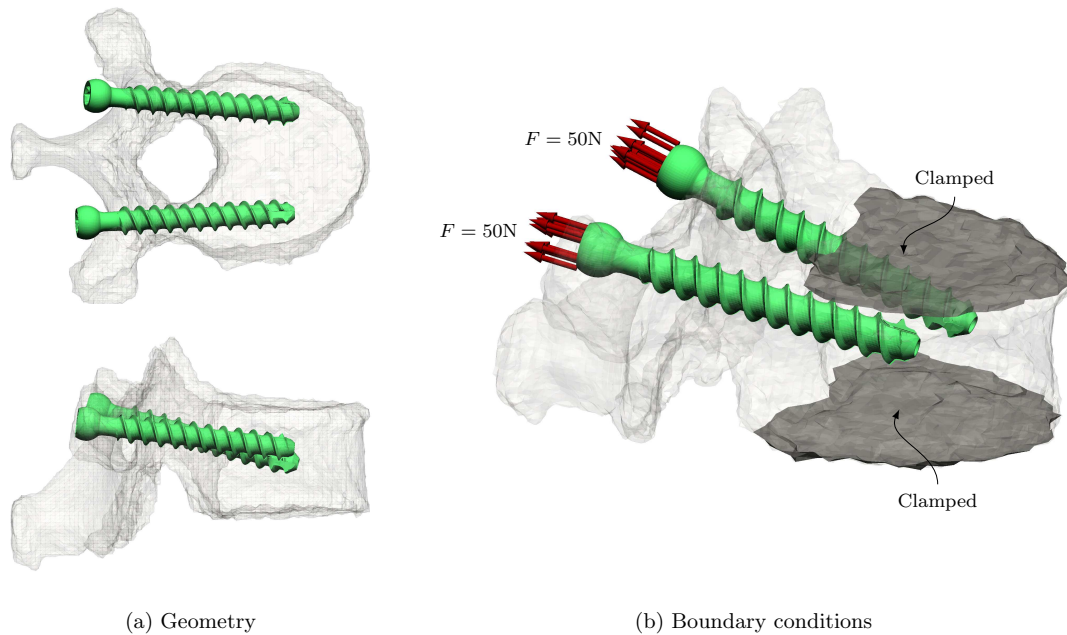 F = 50N
Clamped
F = 50N
Clamped
(a) Geometry
(b) Boundary conditions